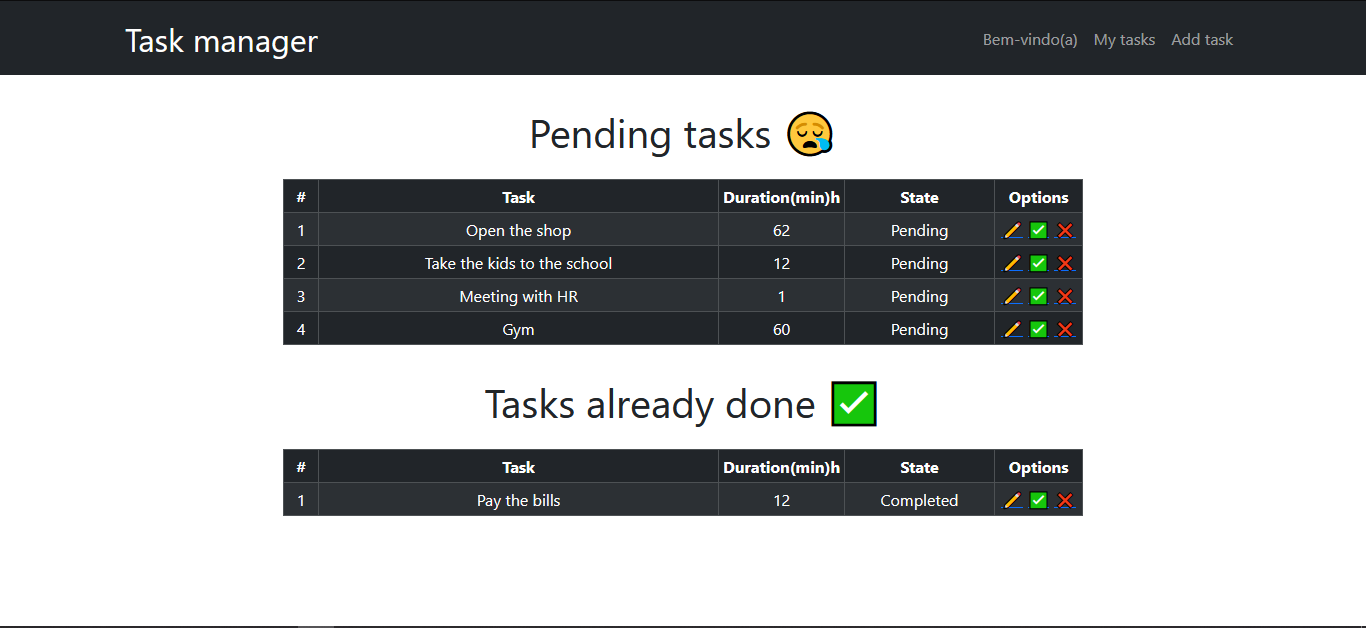 Task manager
Bem-vindo(a) My tasks Add task
Pending tasks 😪
# Task Duration(min)h State Options
1 Open the shop 62 Pending ✏️ ✅ ❌
2 Take the kids to the school 12 Pending ✏️ ✅ ❌
3 Meeting with HR 1 Pending ✏️ ✅ ❌
4 Gym 60 Pending ✏️ ✅ ❌
Tasks already done ✅
# Task Duration(min)h State Options
1 Pay the bills 12 Completed ✏️ ✅ ❌